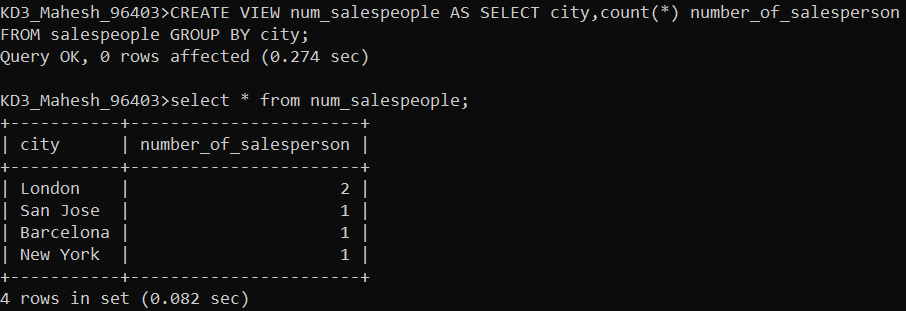 KD3_Mahesh_96403>CREATE VIEW num_salespeople AS SELECT city,count(*) number_of_salesperson
FROM salespeople GROUP BY city;
Query OK, 0 rows affected (0.274 sec)
KD3_Mahesh_96403>select * from num_salespeople;
+-----------+-----------------------+
| city      | number_of_salesperson |
+-----------+-----------------------+
| London    |                     2 |
| San Jose  |                     1 |
| Barcelona |                     1 |
| New York  |                     1 |
+-----------+-----------------------+
4 rows in set (0.082 sec)